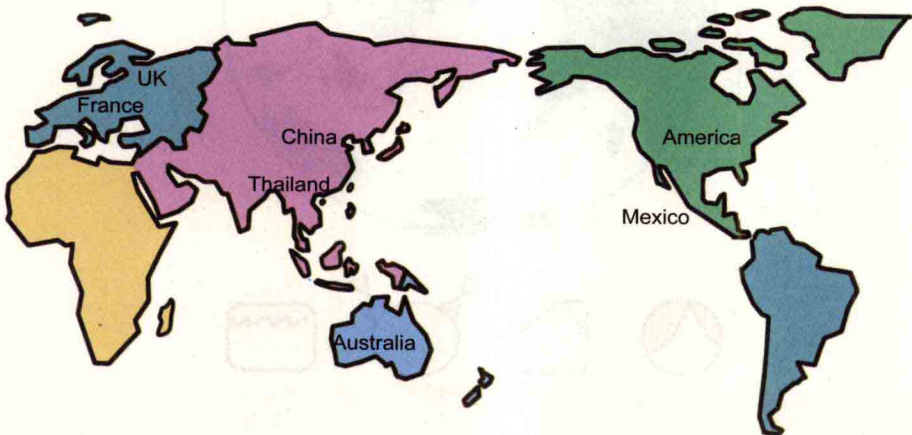 UK
France
China
America
Thailand
Mexico
Australia